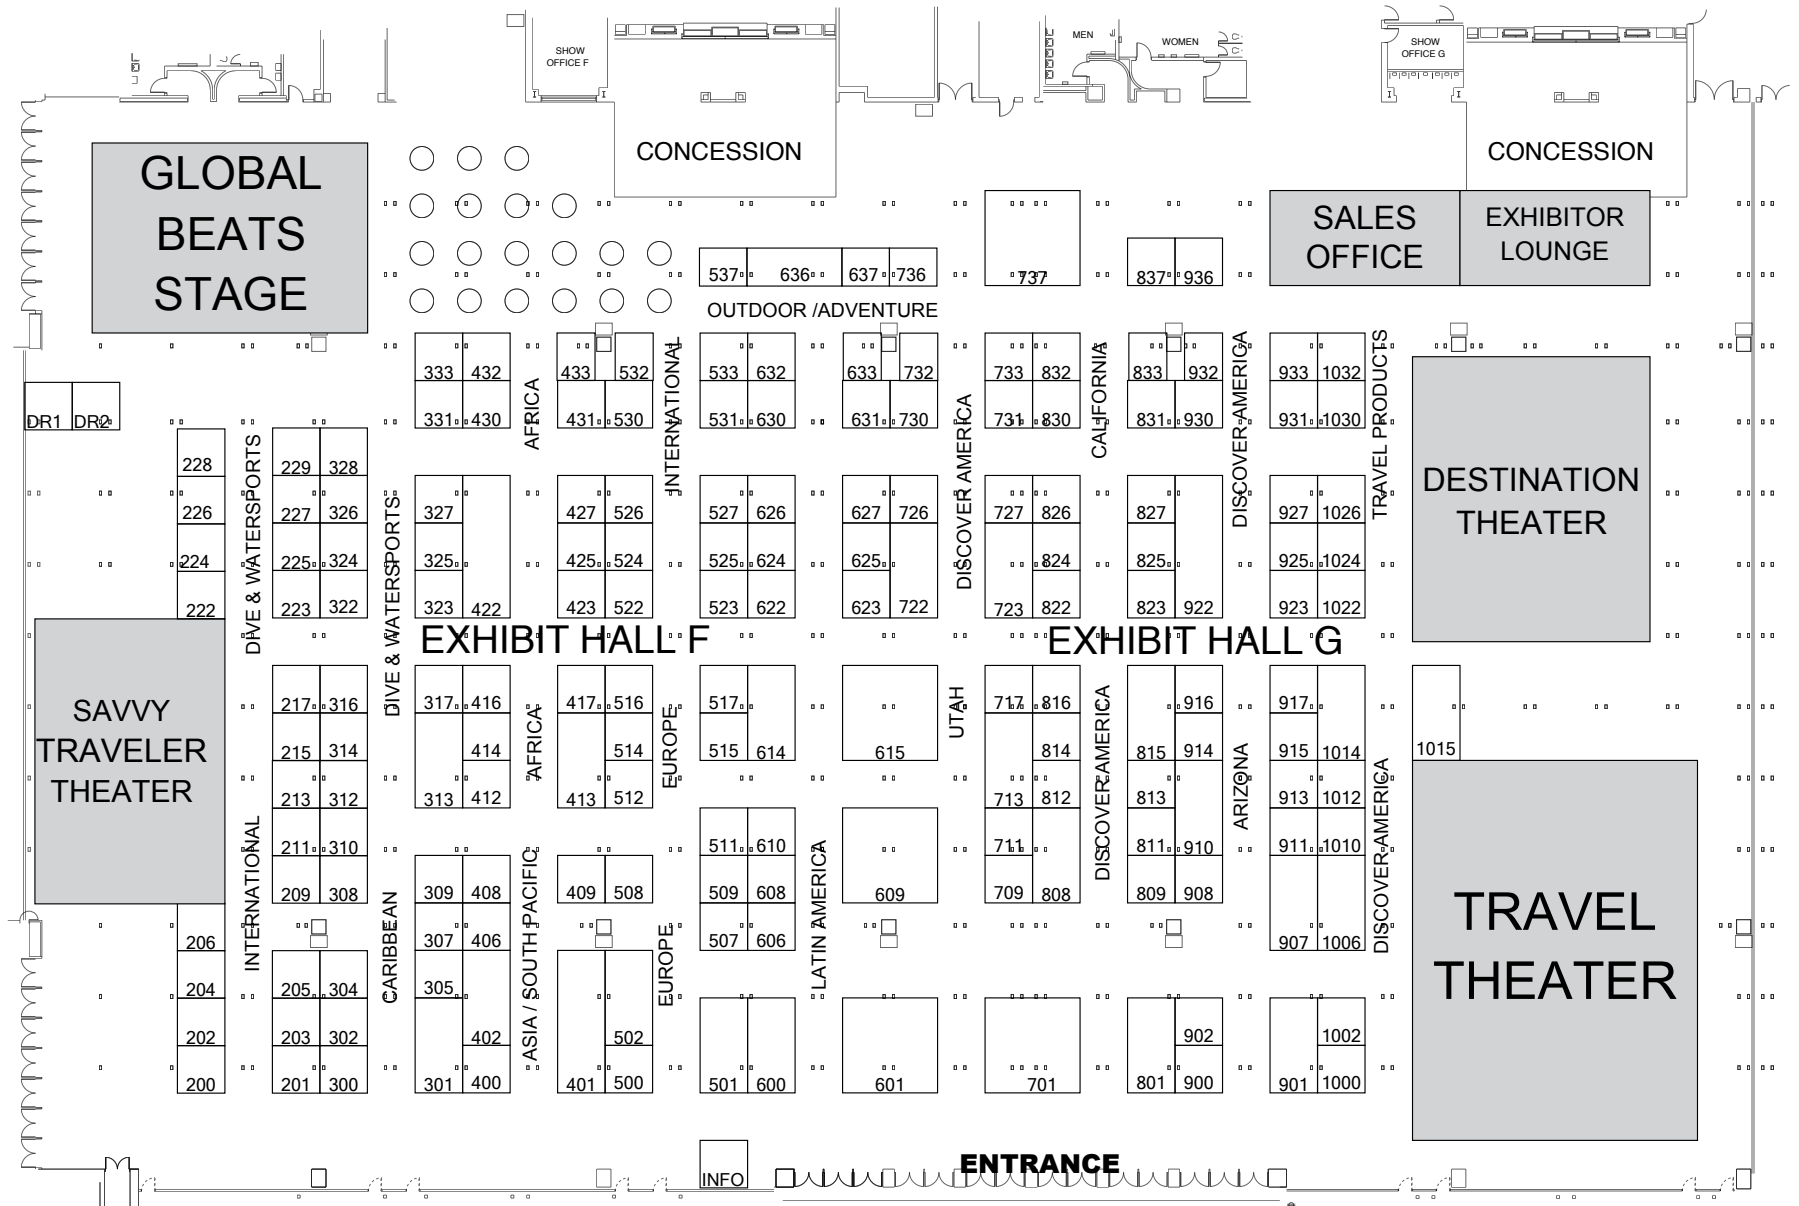 SHOW
OFFICE F
MEN
WOMEN
SHOW
OFFICE G
CONCESSION
CONCESSION
GLOBAL
BEATS
STAGE
SALES
OFFICE
EXHIBITOR
LOUNGE
537 636 637 736
737
837 936
OUTDOOR /ADVENTURE
333 432
433 532
533 632
633 732
733 832
833 932
933 1032
DR1 DR2
331 430
431 530
531 630
631 730
731 830
831 930
931 1030
AFRICA
INTERNATIONAL
DISCOVER AMERICA
CALIFORNIA
DISCOVER AMERICA
TRAVEL PRODUCTS
DIVE & WATERSPORTS
DIVE & WATERSPORTS
228
229 328
226
227 326
327
427 526
527 626
627 726
727 826
827
927 1026
DESTINATION
THEATER
224
225 324
325
425 524
525 624
625
824
825
925 1024
222
223 322
323 422
423 522
523 622
623 722
723 822
823 922
923 1022
EXHIBIT HALL F
EXHIBIT HALL G
SAVVY
TRAVELER
THEATER
217 316
317 416
417 516
517
717 816
916
917
215 314
414
514
515 614
615
814
815 914
915 1014
1015
AFRICA
EUROPE
UTAH
DISCOVER AMERICA
ARIZONA
DISCOVER AMERICA
213 312
313 412
413 512
713 812
813
913 1012
211 310
511 610
711
811 910
911 1010
INTERNATIONAL
CARIBBEAN
ASIA / SOUTH PACIFIC
EUROPE
LATIN AMERICA
209 308
309 408
409 508
509 608
609
709 808
809 908
TRAVEL
THEATER
206
307 406
507 606
907 1006
204
205 304
305
202
203 302
402
502
902
1002
200
201 300
301 400
401 500
501 600
601
701
801 900
901 1000
INFO
ENTRANCE